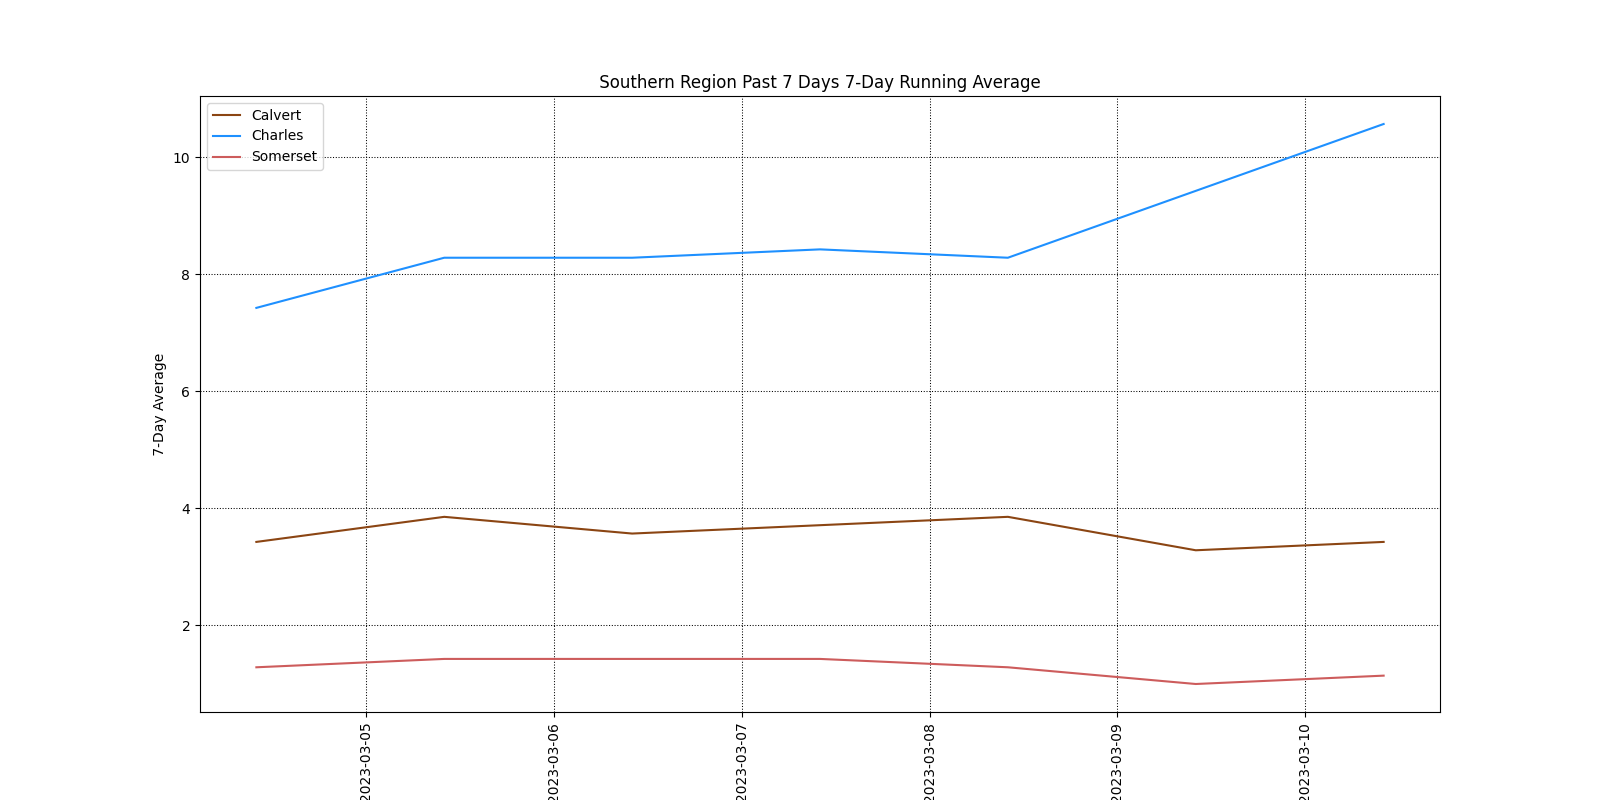 Southern Region Past 7 Days 7-Day Running Average
Calvert
Charles
Somerset
10
8
6
4
2
7-Day Average
2023-03-05
2023-03-06
2023-03-07
2023-03-08
2023-03-09
2023-03-10